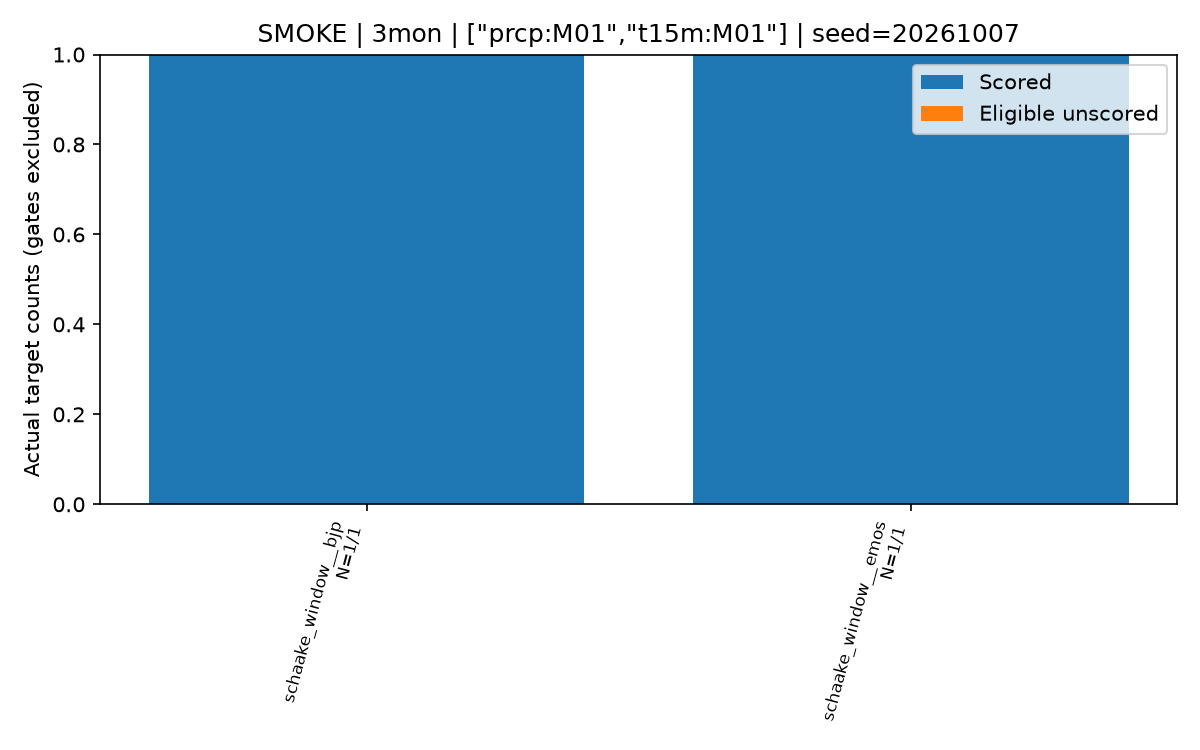 SMOKE | 3mon | ["prcp:M01","t15m:M01"] | seed=20261007
Scored
Eligible unscored
Actual target counts (gates excluded)
1.0
0.8
0.6
0.4
0.2
0.0
schaake_window__bjp
N=1/1
schaake_window__emos
N=1/1